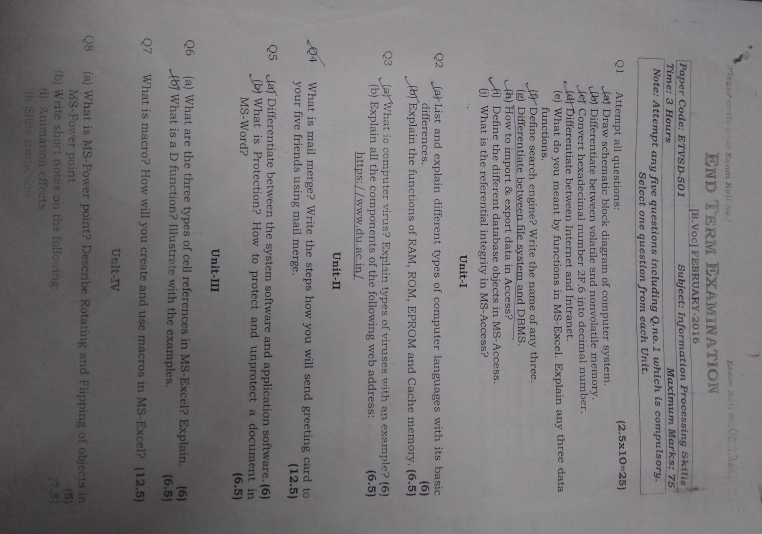 (Please write your Exam Roll No.)
Exam Roll No.
END TERM EXAMINATION
[B.Voc] FEBRUARY-2016
Paper Code: ETVSD-501 Subject: Information Processing Skills
Time: 3 Hours Maximum Marks: 75
Note: Attempt any five questions including Q.no.1 which is compulsory.
Select one question from each Unit.
Q1 Attempt all questions: (2.5x10=25)
(a) Draw schematic block diagram of computer system.
(b) Differentiate between volatile and nonvolatile memory.
(c) Convert hexadecimal number 2F.6 into decimal number.
(d) Differentiate between Internet and Intranet.
(e) What do you meant by functions in MS-Excel. Explain any three data
functions.
(f) Define search engine? Write the name of any three.
(g) Differentiate between file system and DBMS.
(h) How to import & export data in Access?
(i) Define the different database objects in MS-Access.
(j) What is the referential integrity in MS-Access?
Unit-I
Q2 (a) List and explain different types of computer languages with its basic
differences. (6)
(b) Explain the functions of RAM, ROM, EPROM and Cache memory. (6.5)
Q3 (a) What is computer virus? Explain types of viruses with an example? (6)
(b) Explain all the components of the following web address: (6.5)
https://www.du.ac.in/
Unit-II
Q4 What is mail merge? Write the steps how you will send greeting card to
your five friends using mail merge. (12.5)
Q5 (a) Differentiate between the system software and application software. (6)
(b) What is Protection? How to protect and unprotect a document in
MS-Word? (6.5)
Unit-III
Q6 (a) What are the three types of cell references in MS-Excel? Explain. (6)
(b) What is a D function? Illustrate with the examples. (6.5)
Q7 What is macro? How will you create and use macros in MS-Excel? (12.5)
Unit-IV
Q8 (a) What is MS-Power point? Describe Rotating and Flipping of objects in
MS-Power point. (5)
(b) Write short notes on the following: (7.5)
(i) Animation effects
(ii) Slide